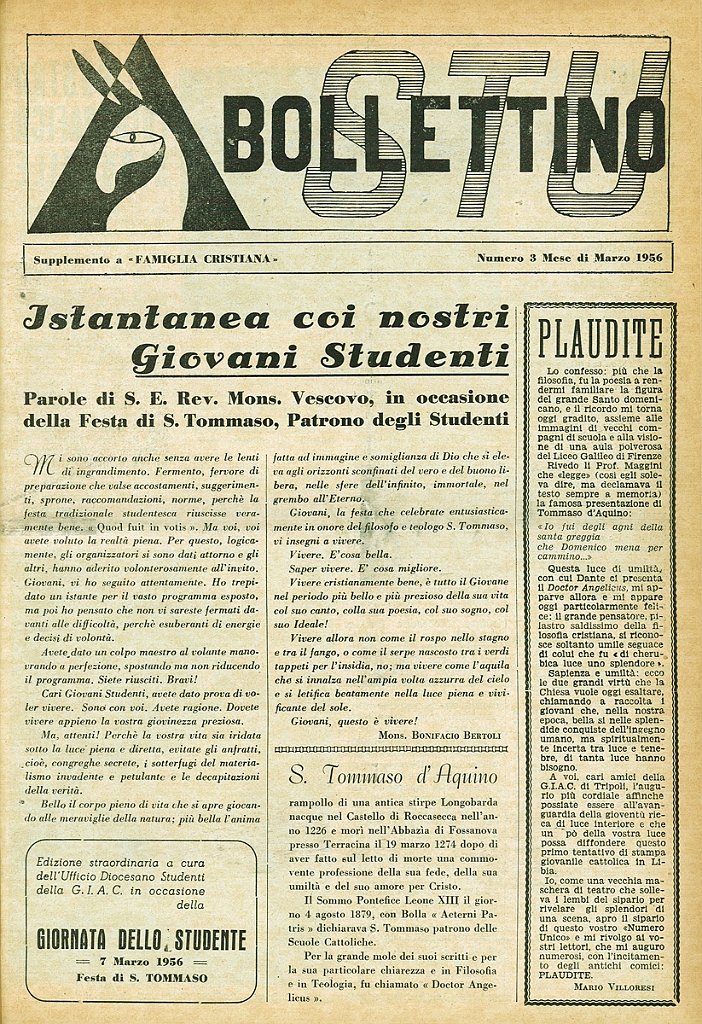 STU
BOLLETTINO
Supplemento a « FAMIGLIA CRISTIANA »
Numero 3 Mese di Marzo 1956
Istantanea coi nostri
Giovani Studenti
Parole di S. E. Rev. Mons. Vescovo, in occasione
della Festa di S. Tommaso, Patrono degli Studenti
Mi sono accorto anche senza avere le lenti
di ingrandimento. Fermento, fervore di
preparazione che valse accostamenti, suggerimen-
ti, sprone, raccomandazioni, norme, perchè la
festa tradizionale studentesca riuscisse vera-
mente bene. « Quod fuit in votis ». Ma voi, voi
avete voluto la realtà piena. Per questo, logica-
mente, gli organizzatori si sono dati attorno e gli
altri, hanno aderito volonterosamente all'invito.
Giovani, vi ho seguito attentamente. Ho trepi-
dato un istante per il vasto programma esposto,
ma poi ho pensato che non vi sareste fermati da-
vanti alle difficoltà, perchè esuberanti di energie
e decisi di volontà.
Avete dato un colpo maestro al volante mano-
vrando a perfezione, spostando ma non riducendo
il programma. Siete riusciti. Bravi!
Cari Giovani Studenti, avete dato prova di vo-
ler vivere. Sono con voi. Avete ragione. Dovete
vivere appieno la vostra giovinezza preziosa.
Ma, attenti! Perchè la vostra via sia iridata
sotto la luce piena e diretta, evitate gli anfratti,
cioè, congreghe secrete, i sotterfugi del materia-
lismo invadente e petulante e le decapitazioni
della verità.
Bello il corpo pieno di vita che si apre giocan-
do alle meraviglie della natura; più bella l'anima
fatta ad immagine e somiglianza di Dio che si ele-
va agli orizzonti sconfinati del vero e del buono li-
bera, nelle sfere dell'infinito, immortale, nel
grembo all'Eterno.
Giovani, la festa che celebrate entusiastica-
mente in onore del filosofo e teologo S. Tommaso,
vi insegni a vivere.
Vivere. E' cosa bella.
Saper vivere. E' cosa migliore.
Vivere cristianamente bene, è tutto il Giovane
nel periodo più bello e più prezioso della sua vita
col suo canto, colla sua poesia, col suo sogno, col
suo Ideale!
Vivere allora non come il rospo nello stagno
e tra il fango, o come il serpe nascosto tra i verdi
tappeti per l'insidia, no; ma vivere come l'aquila
che si innalza nell'ampia volta azzurra del cielo
e si letifica beatamente nella luce piena e vivi-
ficante del sole.
Giovani, questo è vivere!
Mons. Bonifacio Bertoli
S. Tommaso d'Aquino
rampollo di una antica stirpe Longobarda
nacque nel Castello di Roccasecca nell'an-
no 1226 e morì nell'Abbazìa di Fossanova
presso Terracina il 19 marzo 1274 dopo di
aver fatto sul letto di morte una commo-
vente professione della sua fede, della sua
umiltà e del suo amore per Cristo.
Il Sommo Pontefice Leone XIII il gior-
no 4 agosto 1879, con Bolla « Aeterni Pa-
tris » dichiarava S. Tommaso patrono delle
Scuole Cattoliche.
Per la grande mole dei suoi scritti e per
la sua particolare chiarezza e in Filosofia
e in Teologia, fu chiamato « Doctor Ange-
licus ».
Edizione straordinaria a cura
dell'Ufficio Diocesano Studenti
della G. I. A. C. in occasione
della
GIORNATA DELLO STUDENTE
7 Marzo 1956
Festa di S. TOMMASO
PLAUDITE
Lo confesso: più che la
filosofia, fu la poesia a ren-
dermi familiare la figura
del grande Santo domeni-
cano, e il ricordo mi torna
oggi gradito, assieme alle
immagini di vecchi com-
pagni di scuola e alla visio-
ne di una aula polverosa
del Liceo Galileo di Firenze
Rivedo il Prof. Maggini
che «legge» (così egli sole-
va dire, ma declamava il
testo sempre a memoria)
la famosa presentazione di
Tommaso d'Aquino:
«Io fui degli agni della
santa greggia
che Domenico mena per
cammino...»
Questa luce di umiltà,
con cui Dante ci presenta
il Doctor Angelicus, mi ap-
parve allora e mi appare
oggi particolarmente feli-
ce: il grande pensatore, pi-
lastro saldissimo della fi-
losofia cristiana, si ricono-
sce soltanto umile seguace
di colui che fu « di cheru-
bica luce uno splendore ».
Sapienza e umiltà: ecco
le due grandi virtù che la
Chiesa vuole oggi esaltare,
chiamando a raccolta i
giovani che, nella nostra
epoca, bella sì nelle splen-
dide conquiste dell'ingegno
umano, ma spiritualmen-
te incerta tra luce e tene-
bre, di tanta luce hanno
bisogno.
A voi, cari amici della
G.I.A.C. di Tripoli, l'augu-
rio più cordiale affinche
possiate essere all'avan-
guardia della gioventù ric-
ca di luce interiore e che
un pò della vostra luce
possa diffondere questo
primo tentativo di stampa
giovanile cattolica in Li-
bia.
Io, come una vecchia ma-
schera di teatro che solle-
va i lembi del sipario per
rivelare gli splendori di
una scena, apro il sipario
di questo vostro «Numero
Unico» e mi rivolgo ai vo-
stri lettori, che mi auguro
numerosi, con l'incitamen-
to degli antichi comici:
PLAUDITE.
Mario Villoresi